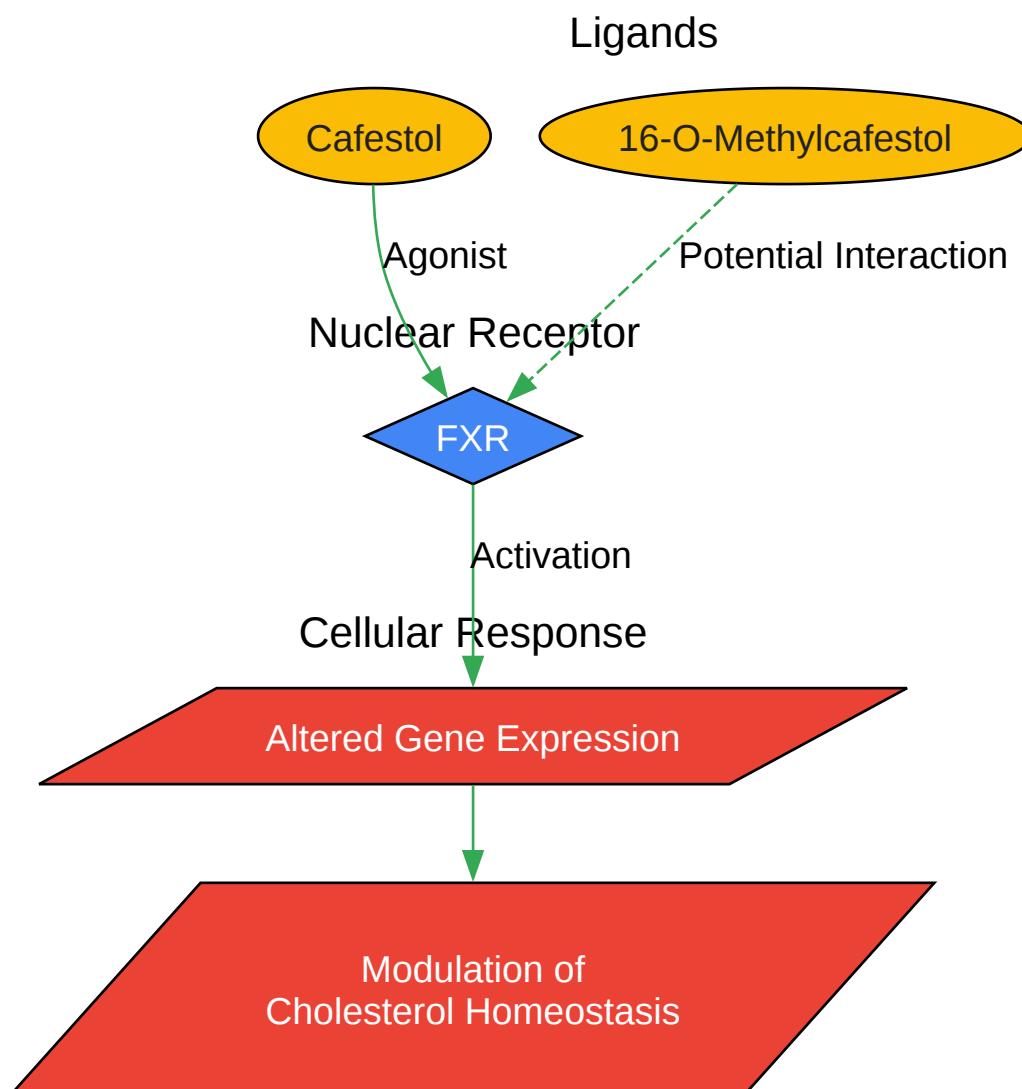 Ligands
Cafestol
16-O-Methylcafestol
Agonist
Potential Interaction
Nuclear Receptor
FXR
Activation
Cellular Response
Altered Gene Expression
Modulation of
Cholesterol Homeostasis